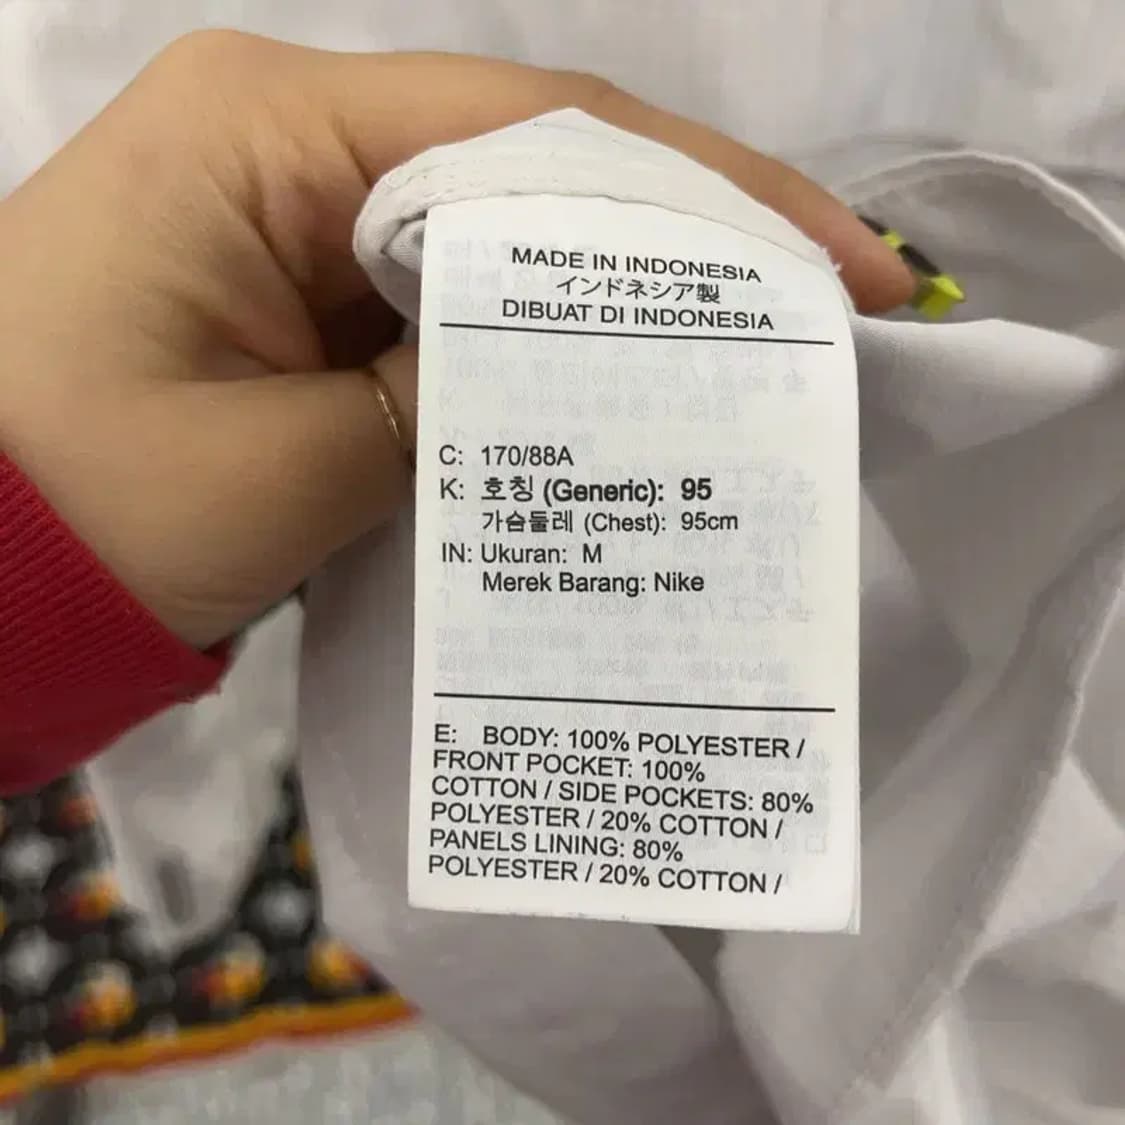 MADE IN INDONESIA
インドネシア製
DIBUAT DI INDONESIA
C: 170/88A
K: 호칭 (Generic): 95
가슴둘레 (Chest): 95cm
IN: Ukuran: M
Merek Barang: Nike
E: BODY: 100% POLYESTER /
FRONT POCKET: 100%
COTTON / SIDE POCKETS: 80%
POLYESTER / 20% COTTON /
PANELS LINING: 80%
POLYESTER / 20% COTTON /